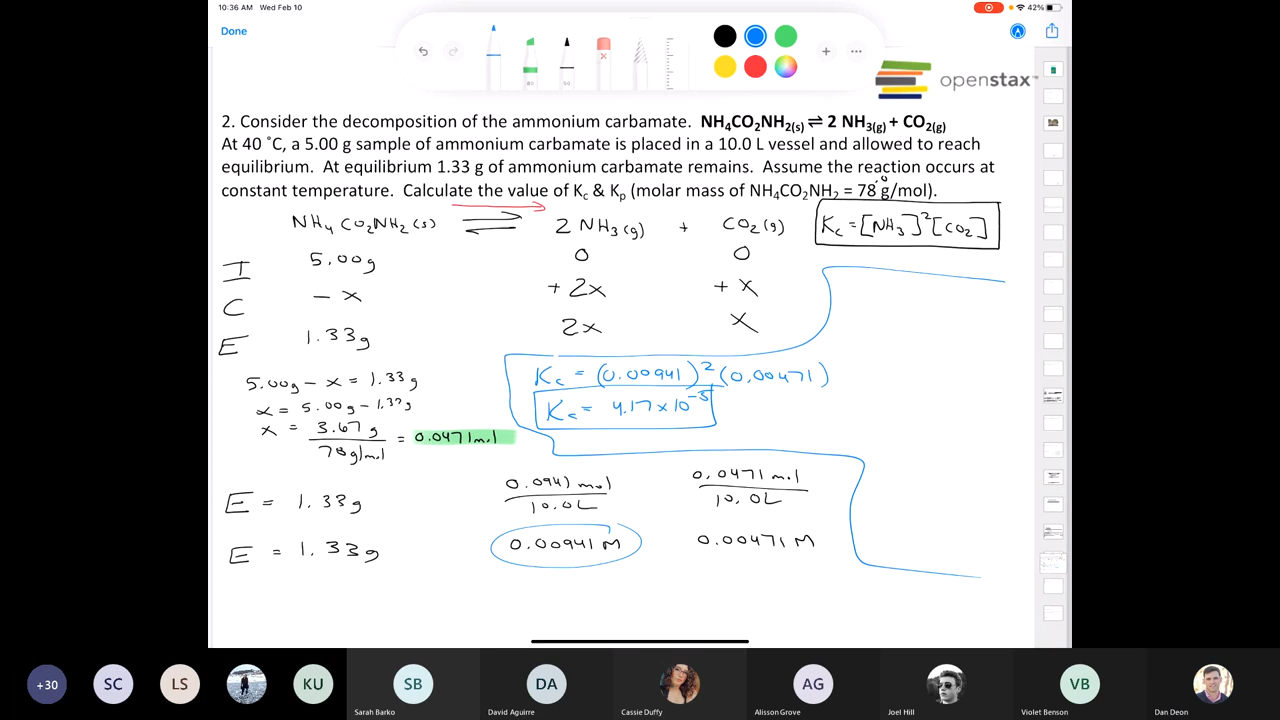 10:36 AM Wed Feb 10
42%
Done
openstax
2. Consider the decomposition of the ammonium carbamate. NH4CO2NH2(s) ⇌ 2 NH3(g) + CO2(g)
At 40 ˚C, a 5.00 g sample of ammonium carbamate is placed in a 10.0 L vessel and allowed to reach
equilibrium. At equilibrium 1.33 g of ammonium carbamate remains. Assume the reaction occurs at
constant temperature. Calculate the value of Kc & Kp (molar mass of NH4CO2NH2 = 78.0 g/mol).
NH4CO2NH2(s) ⇌ 2 NH3(g) + CO2(g)
Kc = [NH3]²[CO2]
I 5.00g 0 0
C - x + 2x + x
E 1.33g 2x x
5.00g - x = 1.33g
x = 5.00g - 1.33g
x = 3.67g / 78g/mol = 0.0471mol
Kc = (0.00941)²(0.00471)
Kc = 4.17 x 10⁻⁵
E = 1.33g 0.0941 mol / 10.0L 0.0471mol / 10.0L
E = 1.33g 0.00941 M 0.00471 M
+30
SC
LS
KU
SB
Sarah Barko
DA
David Aguirre
Cassie Duffy
AG
Alisson Grove
Joel Hill
VB
Violet Benson
Dan Deon